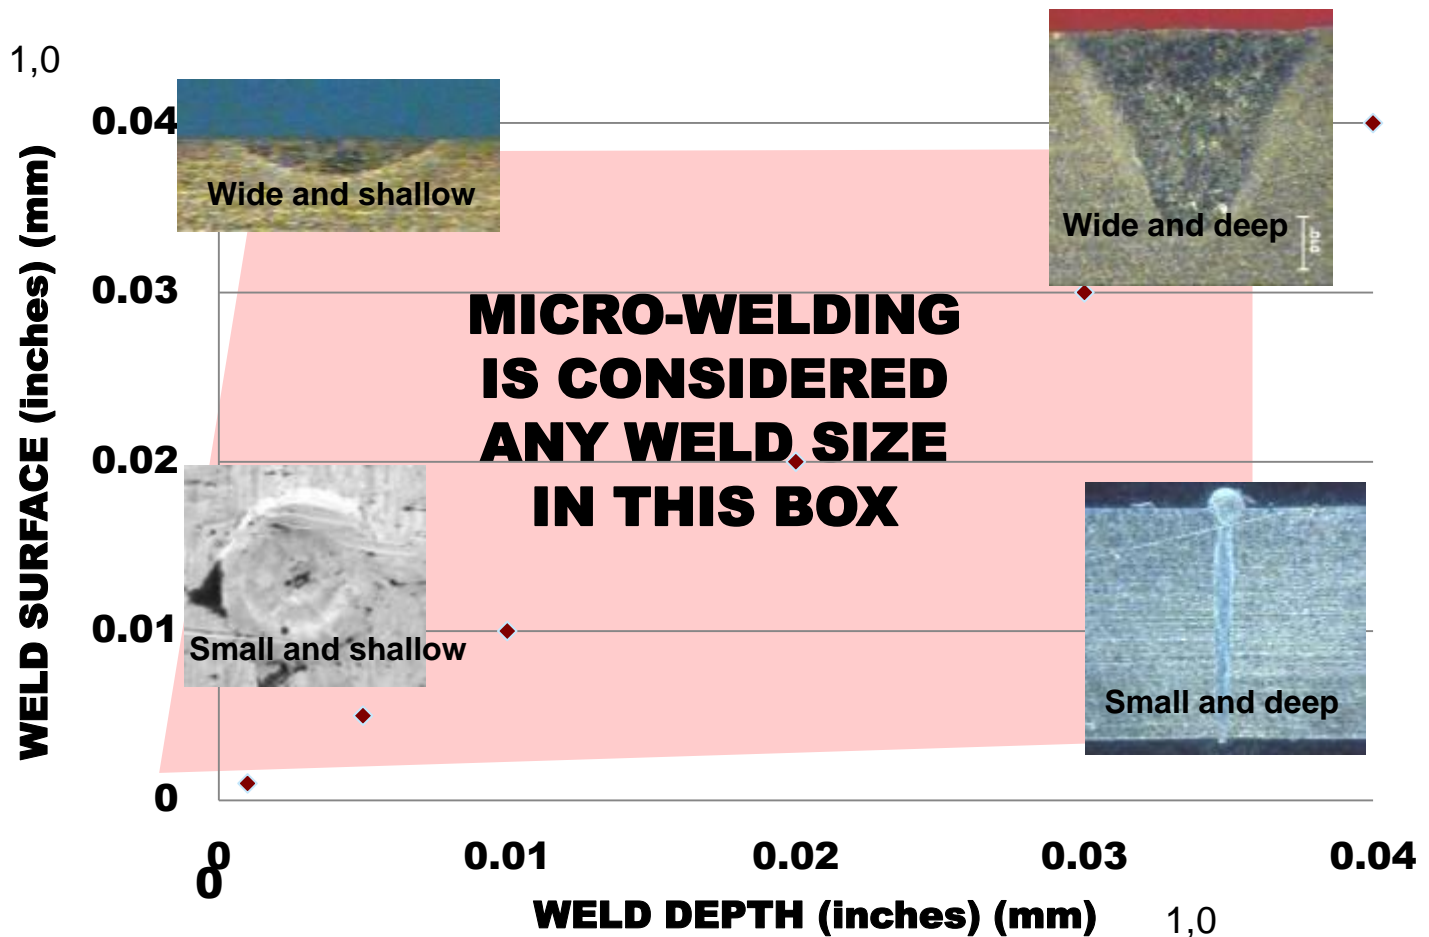 1,0
0.04
0.03
0.02
0.01
0
WELD SURFACE (inches) (mm)
Wide and shallow
Wide and deep
.010"
MICRO-WELDING
IS CONSIDERED
ANY WELD SIZE
IN THIS BOX
Small and shallow
Small and deep
0
0.01
0.02
0.03
0.04
0
WELD DEPTH (inches) (mm)
1,0